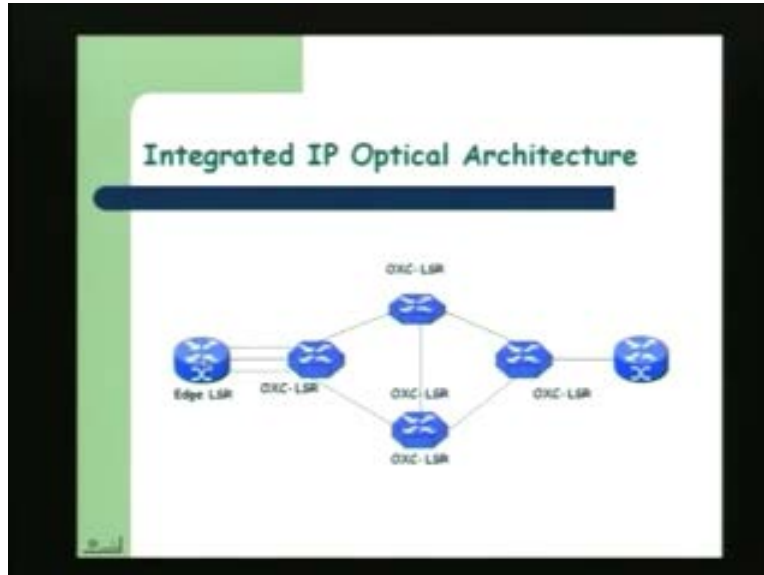 Integrated IP Optical Architecture
OXC-LSR
Edge LSR
OXC-LSR
OXC-LSR
OXC-LSR
OXC-LSR